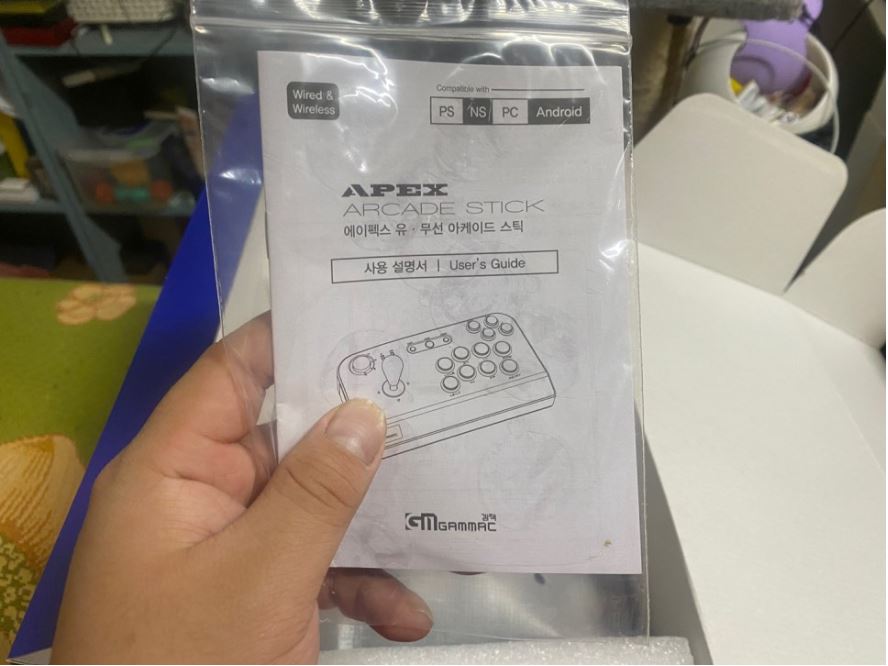 Wired &
Wireless
Compatible with
PS NS PC Android
APEX
ARCADE STICK
에이펙스 유·무선 아케이드 스틱
사용 설명서 | User's Guide
겜맥
GM GAMMAC